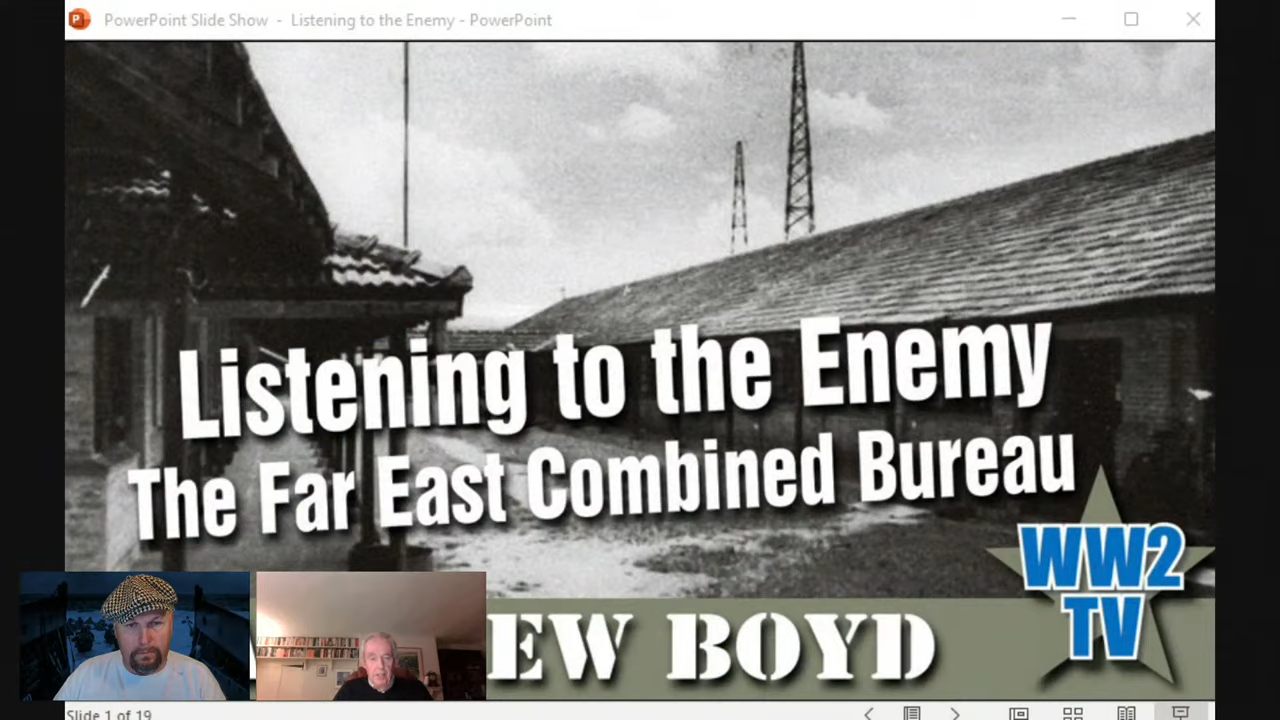 PowerPoint Slide Show - Listening to the Enemy - PowerPoint
Listening to the Enemy
The Far East Combined Bureau
WW2
TV
EW BOYD
Slide 1 of 19